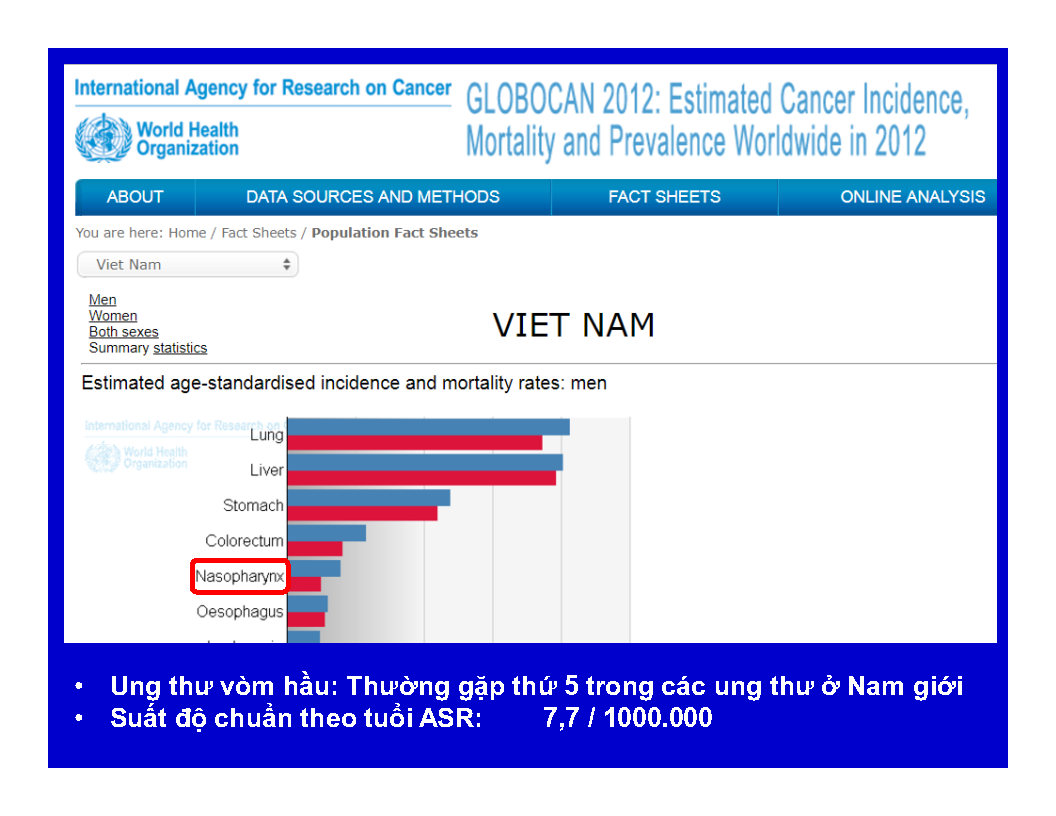 International Agency for Research on Cancer
World Health
Organization
GLOBOCAN 2012: Estimated Cancer Incidence,
Mortality and Prevalence Worldwide in 2012
ABOUT DATA SOURCES AND METHODS FACT SHEETS ONLINE ANALYSIS
You are here: Home / Fact Sheets / Population Fact Sheets
Viet Nam
Men
Women
Both sexes
Summary statistics
VIET NAM
Estimated age-standardised incidence and mortality rates: men
International Agency for Research on
World Health
Organization
Lung
Liver
Stomach
Colorectum
Nasopharynx
Oesophagus
• Ung thư vòm hầu: Thường gặp thứ 5 trong các ung thư ở Nam giới
• Suất độ chuẩn theo tuổi ASR: 7,7 / 1000.000